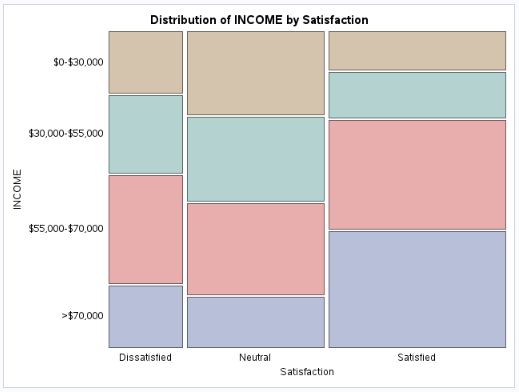 Distribution of INCOME by Satisfaction
$0-$30,000
$30,000-$55,000
$55,000-$70,000
>$70,000
INCOME
Dissatisfied Neutral Satisfied
Satisfaction